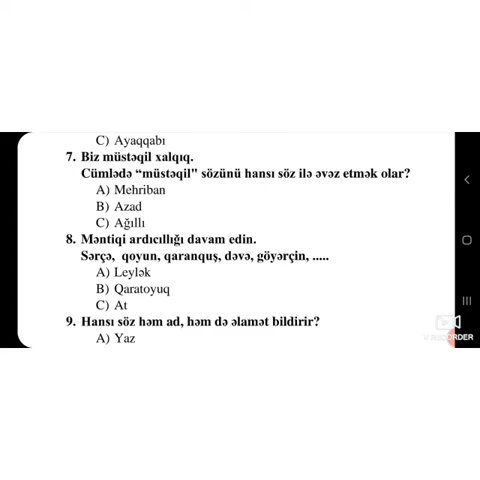 C) Ayaqqabı
7. Biz müstəqil xalqıq.
Cümlədə “müstəqil" sözünü hansı söz ilə əvəz etmək olar?
A) Mehriban
B) Azad
C) Ağıllı
8. Məntiqi ardıcıllığı davam edin.
Sərçə, qoyun, qaranquş, dəvə, göyərçin, .....
A) Leylək
B) Qaratoyuq
C) At
9. Hansı söz həm ad, həm də əlamət bildirir?
A) Yaz